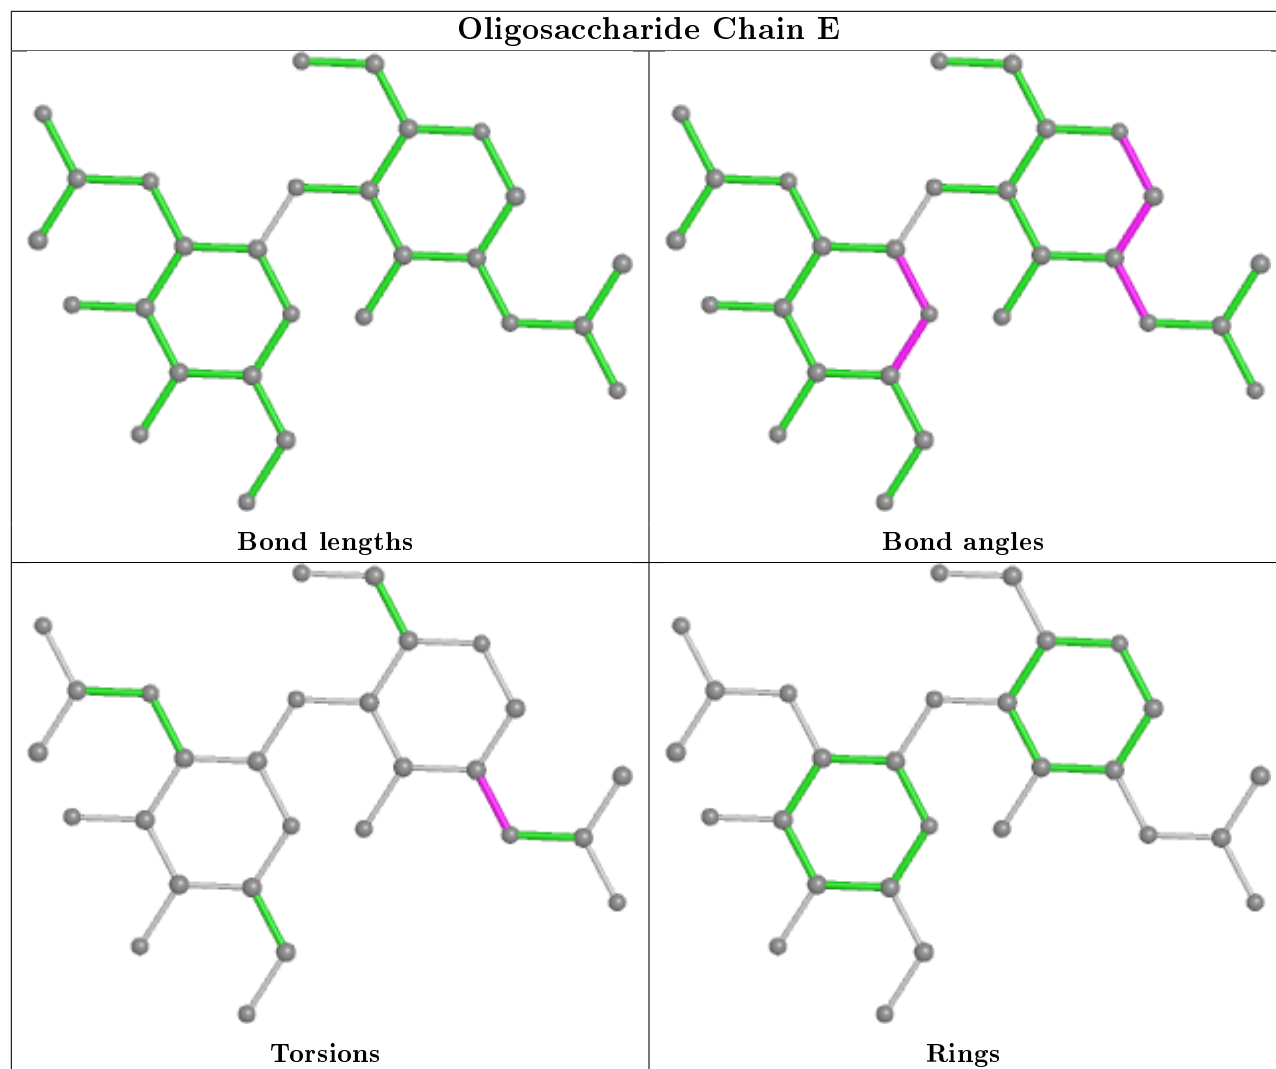 Oligosaccharide Chain E
Bond lengths
Bond angles
Torsions
Rings